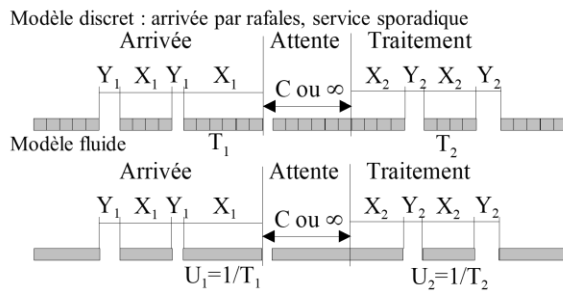 Modèle discret : arrivée par rafales, service sporadique
Arrivée Attente Traitement
Y₁ X₁ Y₁ X₁ C ou ∞ X₂ Y₂ X₂ Y₂
T₁ T₂
Modèle fluide
Arrivée Attente Traitement
Y₁ X₁ Y₁ X₁ C ou ∞ X₂ Y₂ X₂ Y₂
U₁=1/T₁ U₂=1/T₂